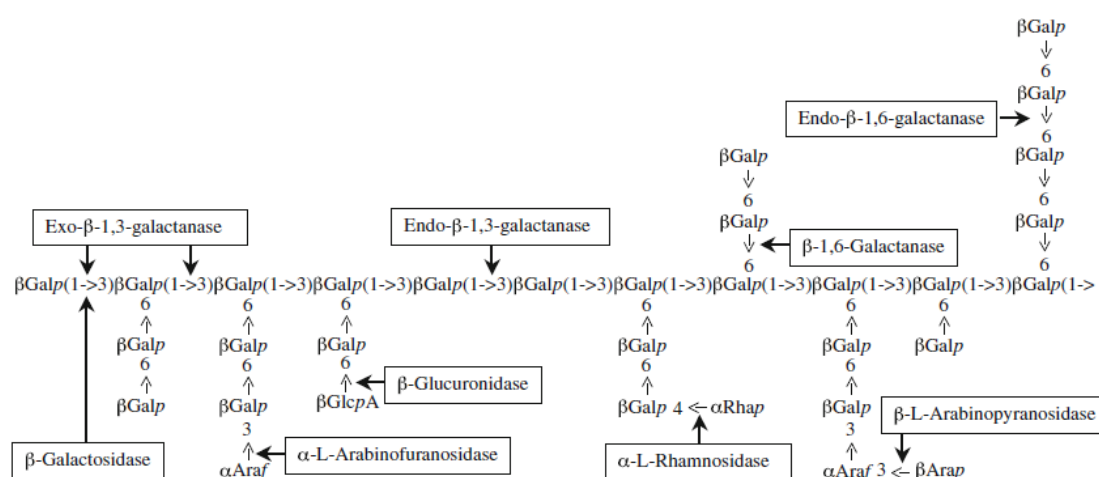 βGalp
6
βGalp
Endo-β-1,6-galactanase
6
βGalp
βGalp
6
6
βGalp
βGalp
Exo-β-1,3-galactanase
Endo-β-1,3-galactanase
β-1,6-Galactanase
6
6
βGalp(1->3)βGalp(1->3)βGalp(1->3)βGalp(1->3)βGalp(1->3)βGalp(1->3)βGalp(1->3)βGalp(1->3)βGalp(1->3)βGalp(1->3)βGalp(1->
6 6 6 6 6 6
βGalp βGalp βGalp βGalp βGalp βGalp
6 6 6 6 6
β-Glucuronidase
βGalp βGalp βGlcpA βGalp 4 <- αRhap βGalp
β-L-Arabinopyranosidase
3 3
β-Galactosidase
α-L-Arabinofuranosidase
α-L-Rhamnosidase
αAraf αAraf 3 <- βArap